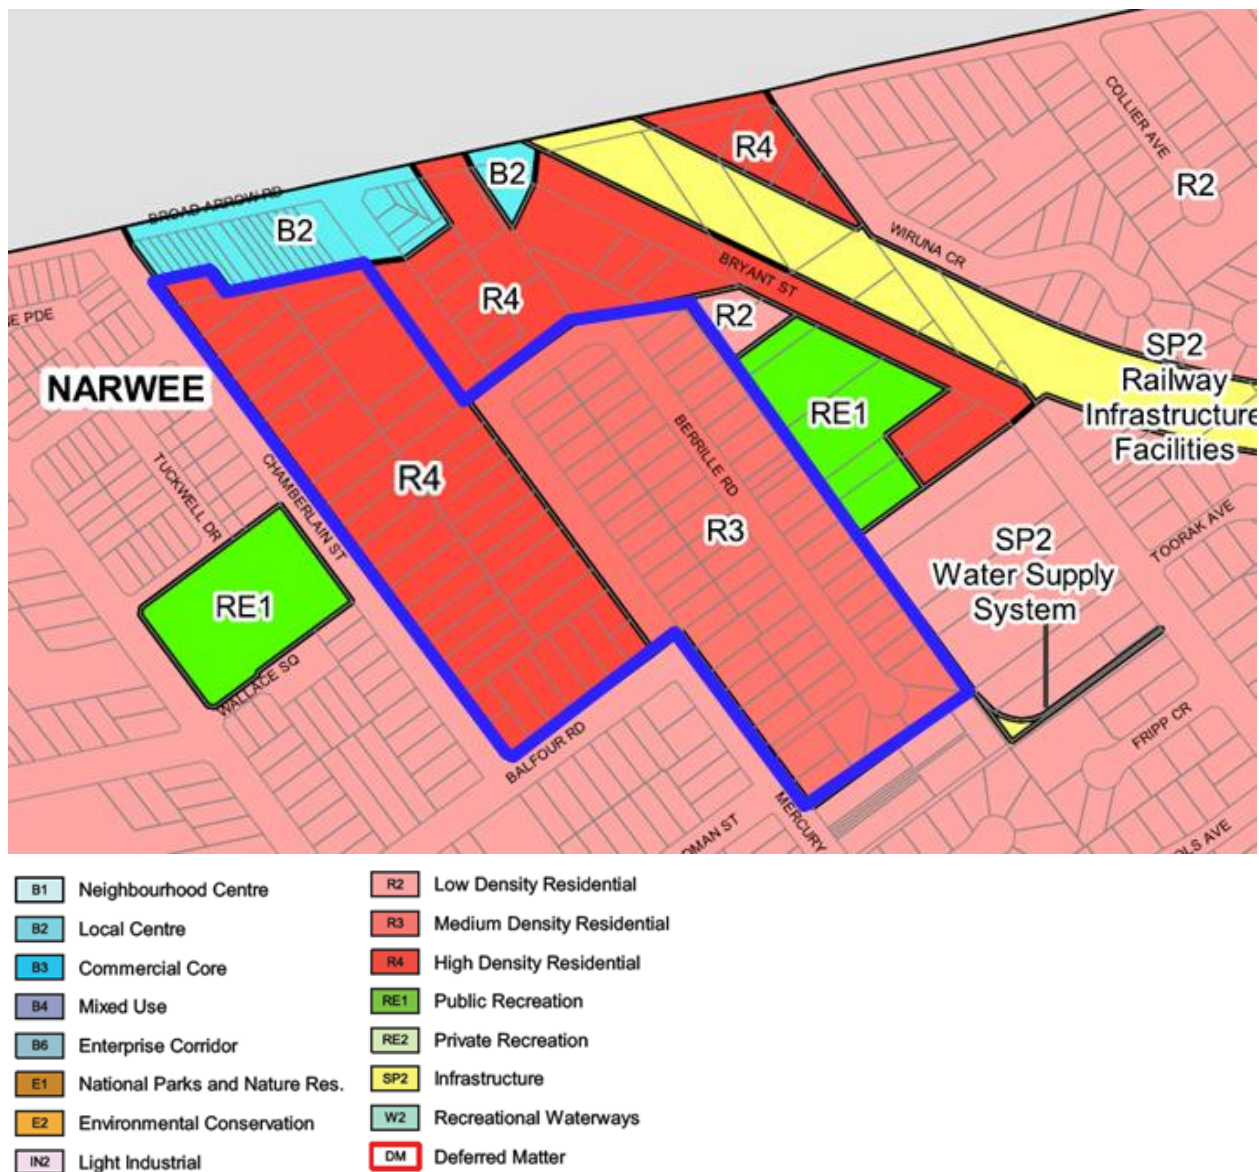 COLLIER AVE
R4
B2
R2
BROAD ARROW RD
B2
WIRUNA CR
BRYANT ST
R4
R2
SE PDE
SP2
Railway
Infrastructure
Facilities
NARWEE
RE1
BERRILLE RD
TUCKWELL DR
CHAMBERLAIN ST
R4
R3
TOORAK AVE
SP2
Water Supply
System
RE1
WALLACE SQ
FRIPP CR
BALFOUR RD
MERCURY
DMAN ST
OLS AVE
B1 Neighbourhood Centre
B2 Local Centre
B3 Commercial Core
B4 Mixed Use
B6 Enterprise Corridor
E1 National Parks and Nature Res.
E2 Environmental Conservation
IN2 Light Industrial
R2 Low Density Residential
R3 Medium Density Residential
R4 High Density Residential
RE1 Public Recreation
RE2 Private Recreation
SP2 Infrastructure
W2 Recreational Waterways
DM Deferred Matter